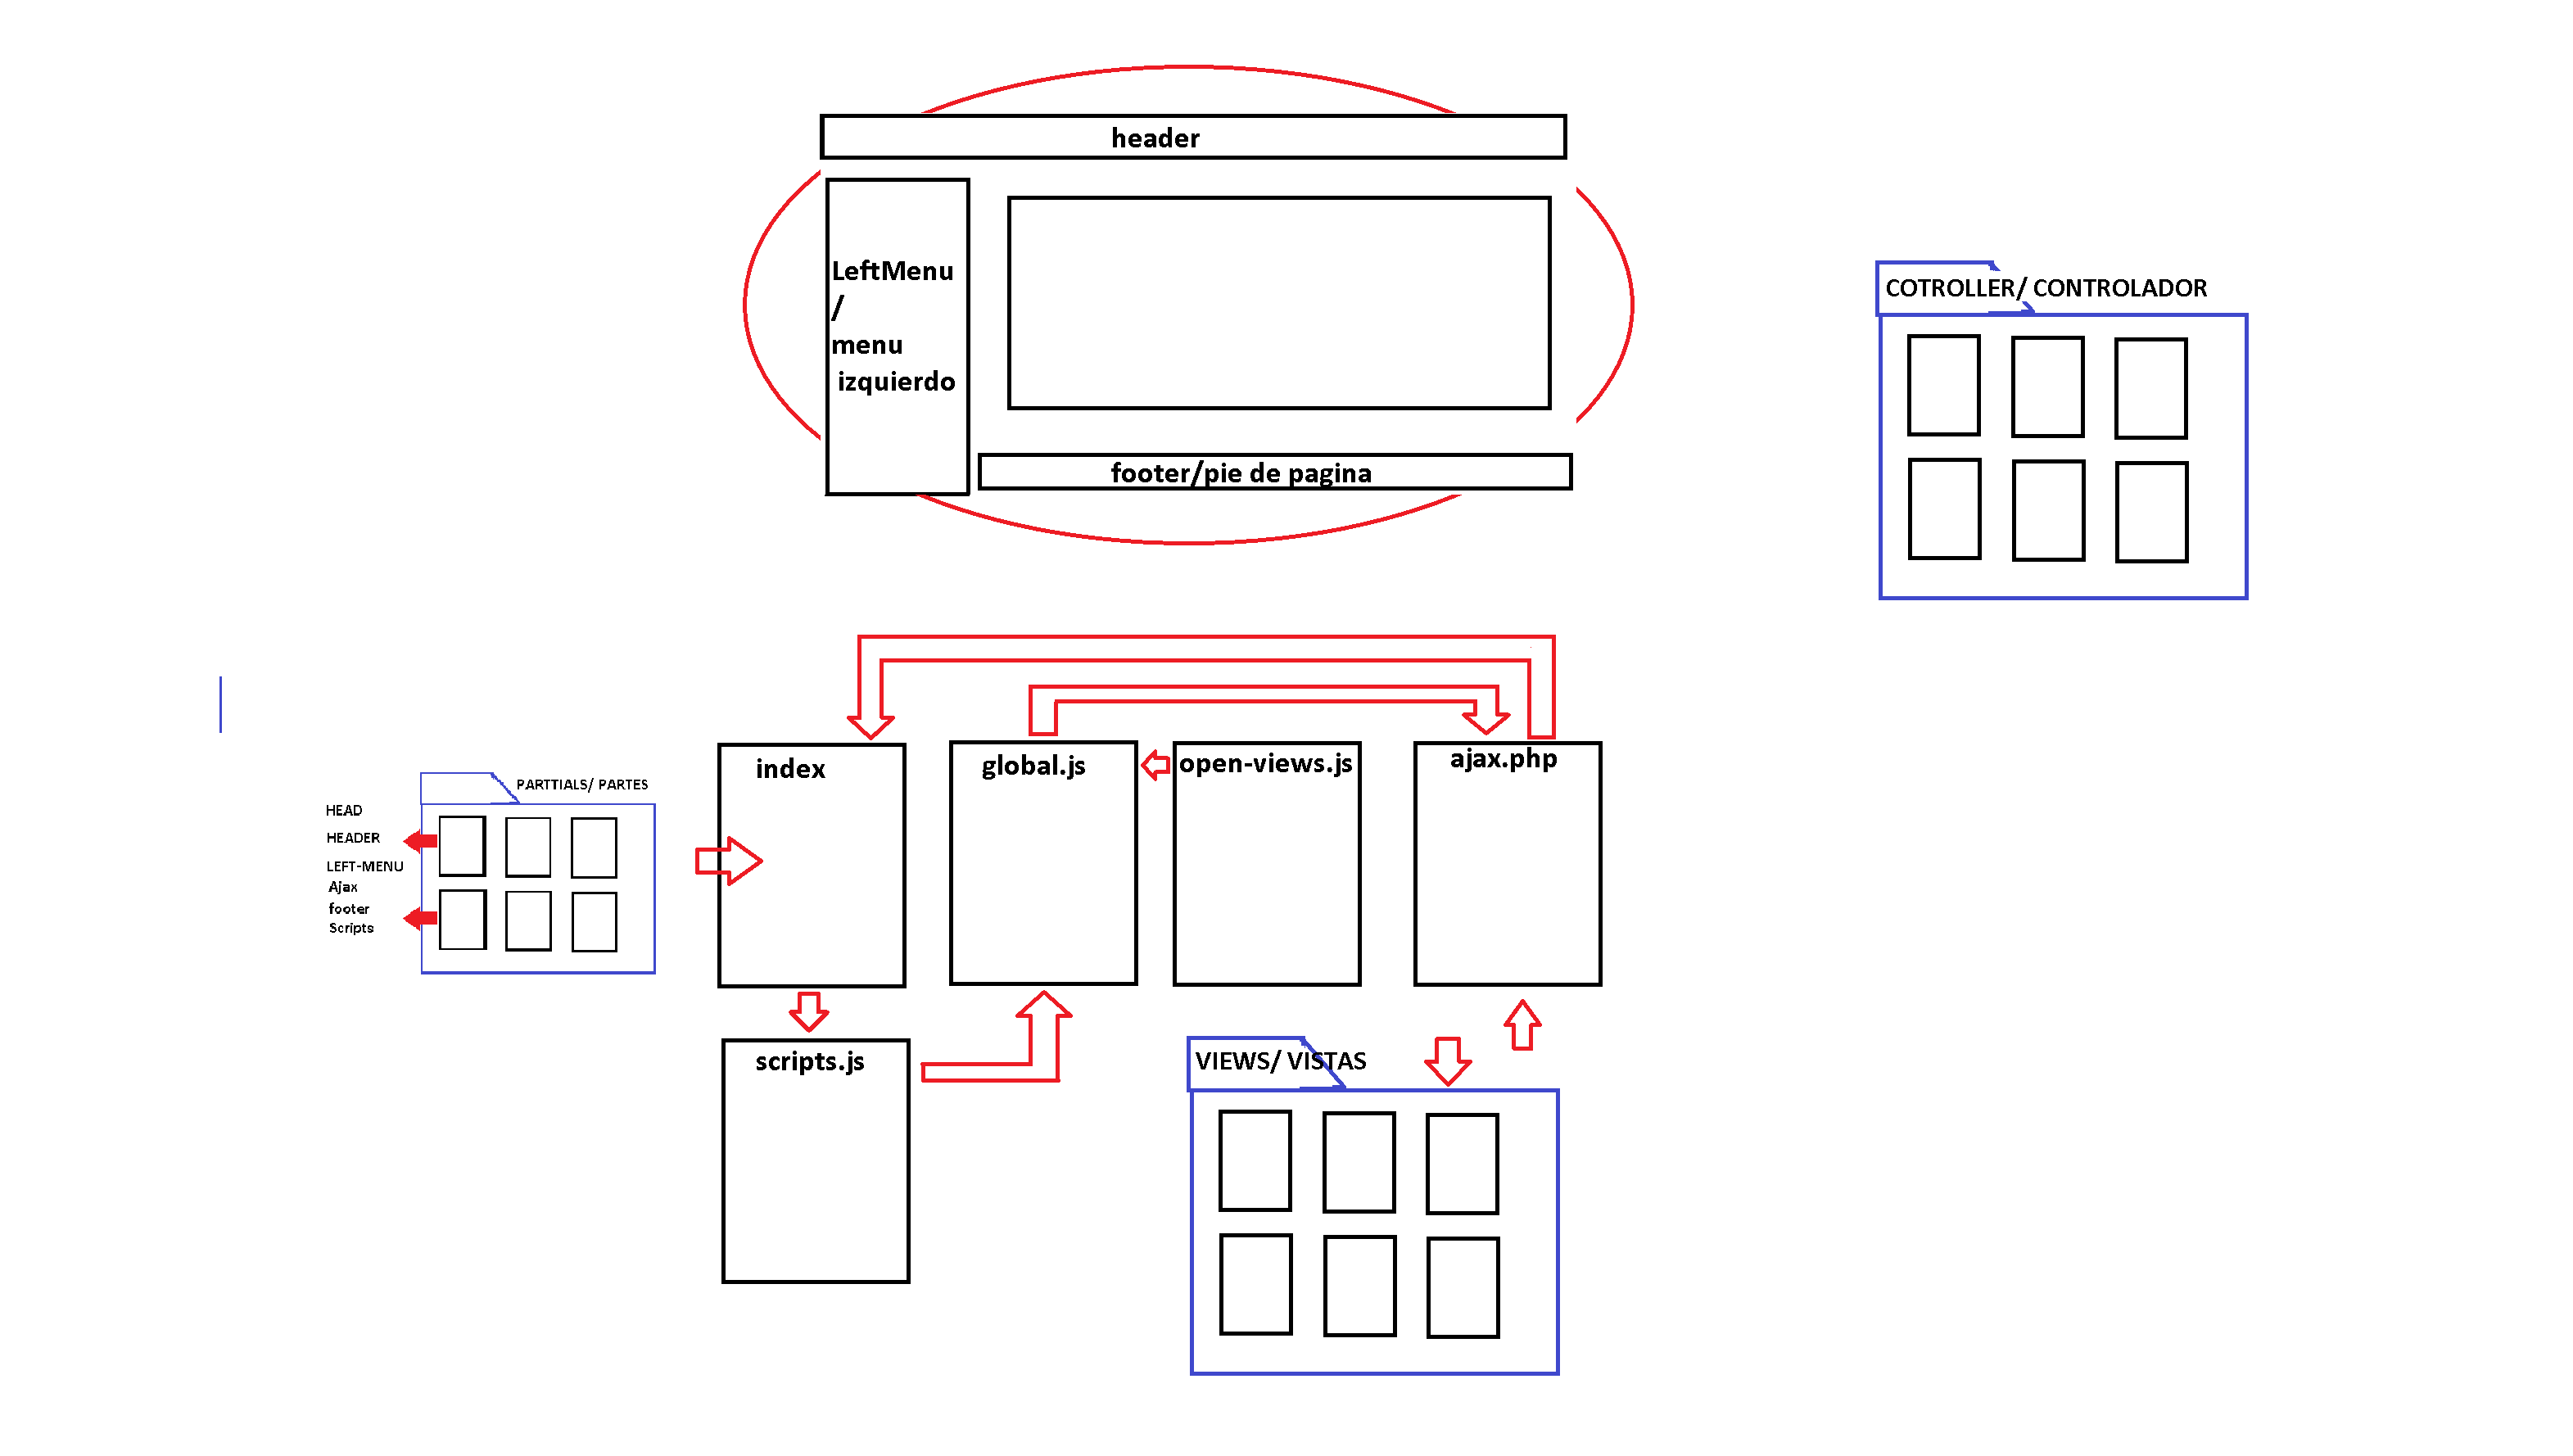 header
LeftMenu
/
menu
izquierdo
footer/pie de pagina
COTROLLER/ CONTROLADOR
index
global.js
open-views.js
ajax.php
PARTTIALS/ PARTES
HEAD
HEADER
LEFT-MENU
Ajax
footer
Scripts
scripts.js
VIEWS/ VISTAS